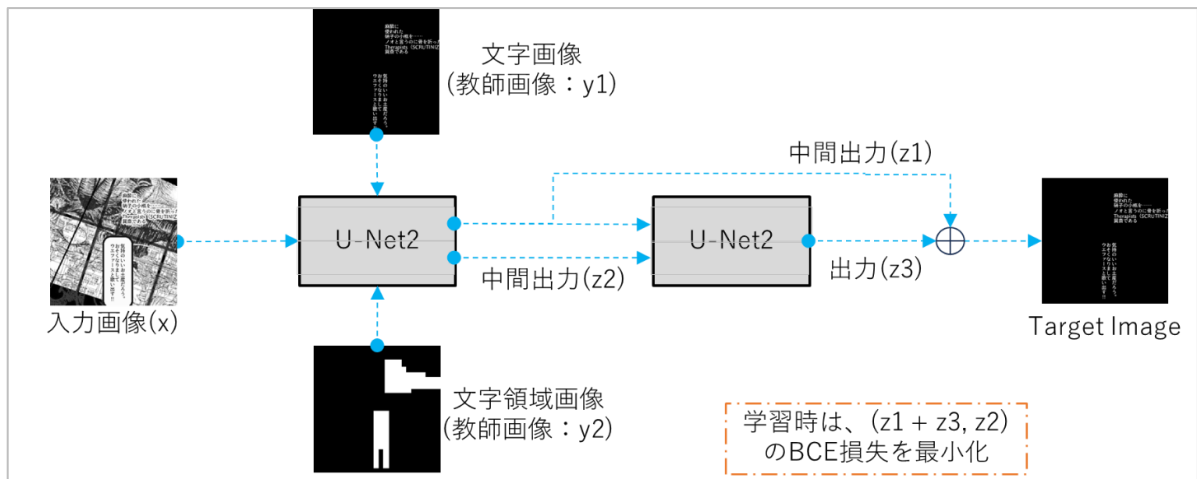 文字画像
(教師画像：y1)
中間出力(z1)
U-Net2
U-Net2
中間出力(z2)
出力(z3)
入力画像(x)
Target Image
文字領域画像
(教師画像：y2)
学習時は、(z1 + z3, z2)
のBCE損失を最小化